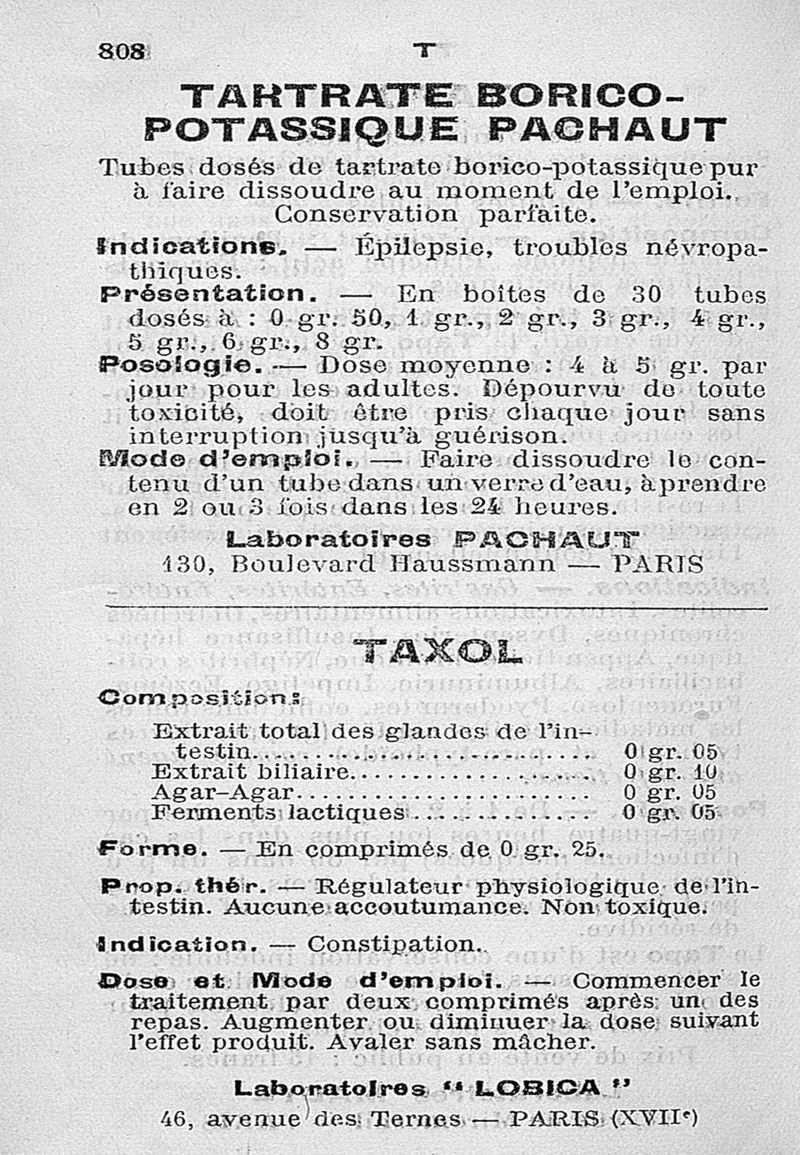 808
T
TARTRATE BORICO-
POTASSIQUE PACHAUT
Tubes dosés de tartrate borico-potassique pur
à faire dissoudre au moment de l'emploi.
Conservation parfaite.
Indications. — Épilepsie, troubles névropa-
thiques.
Présentation. — En boîtes de 30 tubes
dosés à : 0 gr. 50, 1 gr., 2 gr., 3 gr., 4 gr.,
5 gr., 6 gr., 8 gr.
Posologie. — Dose moyenne : 4 à 5 gr. par
jour pour les adultes. Dépourvu de toute
toxicité, doit être pris chaque jour sans
interruption jusqu'à guérison.
Mode d'emploi. — Faire dissoudre le con-
tenu d'un tube dans un verre d'eau, à prendre
en 2 ou 3 fois dans les 24 heures.
Laboratoires PACHAUT
130, Boulevard Haussmann — PARIS
TAXOL
Composition :
Extrait total des glandes de l'in-
testin.............................. 0 gr. 05
Extrait biliaire..................... 0 gr. 10
Agar-Agar.......................... 0 gr. 05
Ferments lactiques................ 0 gr. 05
Forme. — En comprimés de 0 gr. 25.
Prop. thér. — Régulateur physiologique de l'in-
testin. Aucune accoutumance. Non toxique.
Indication. — Constipation.
Dose et Mode d'emploi. — Commencer le
traitement par deux comprimés après un des
repas. Augmenter ou diminuer la dose suivant
l'effet produit. Avaler sans mâcher.
Laboratoires “ LOBICA ”
46, avenue des Ternes — PARIS (XVIIe)